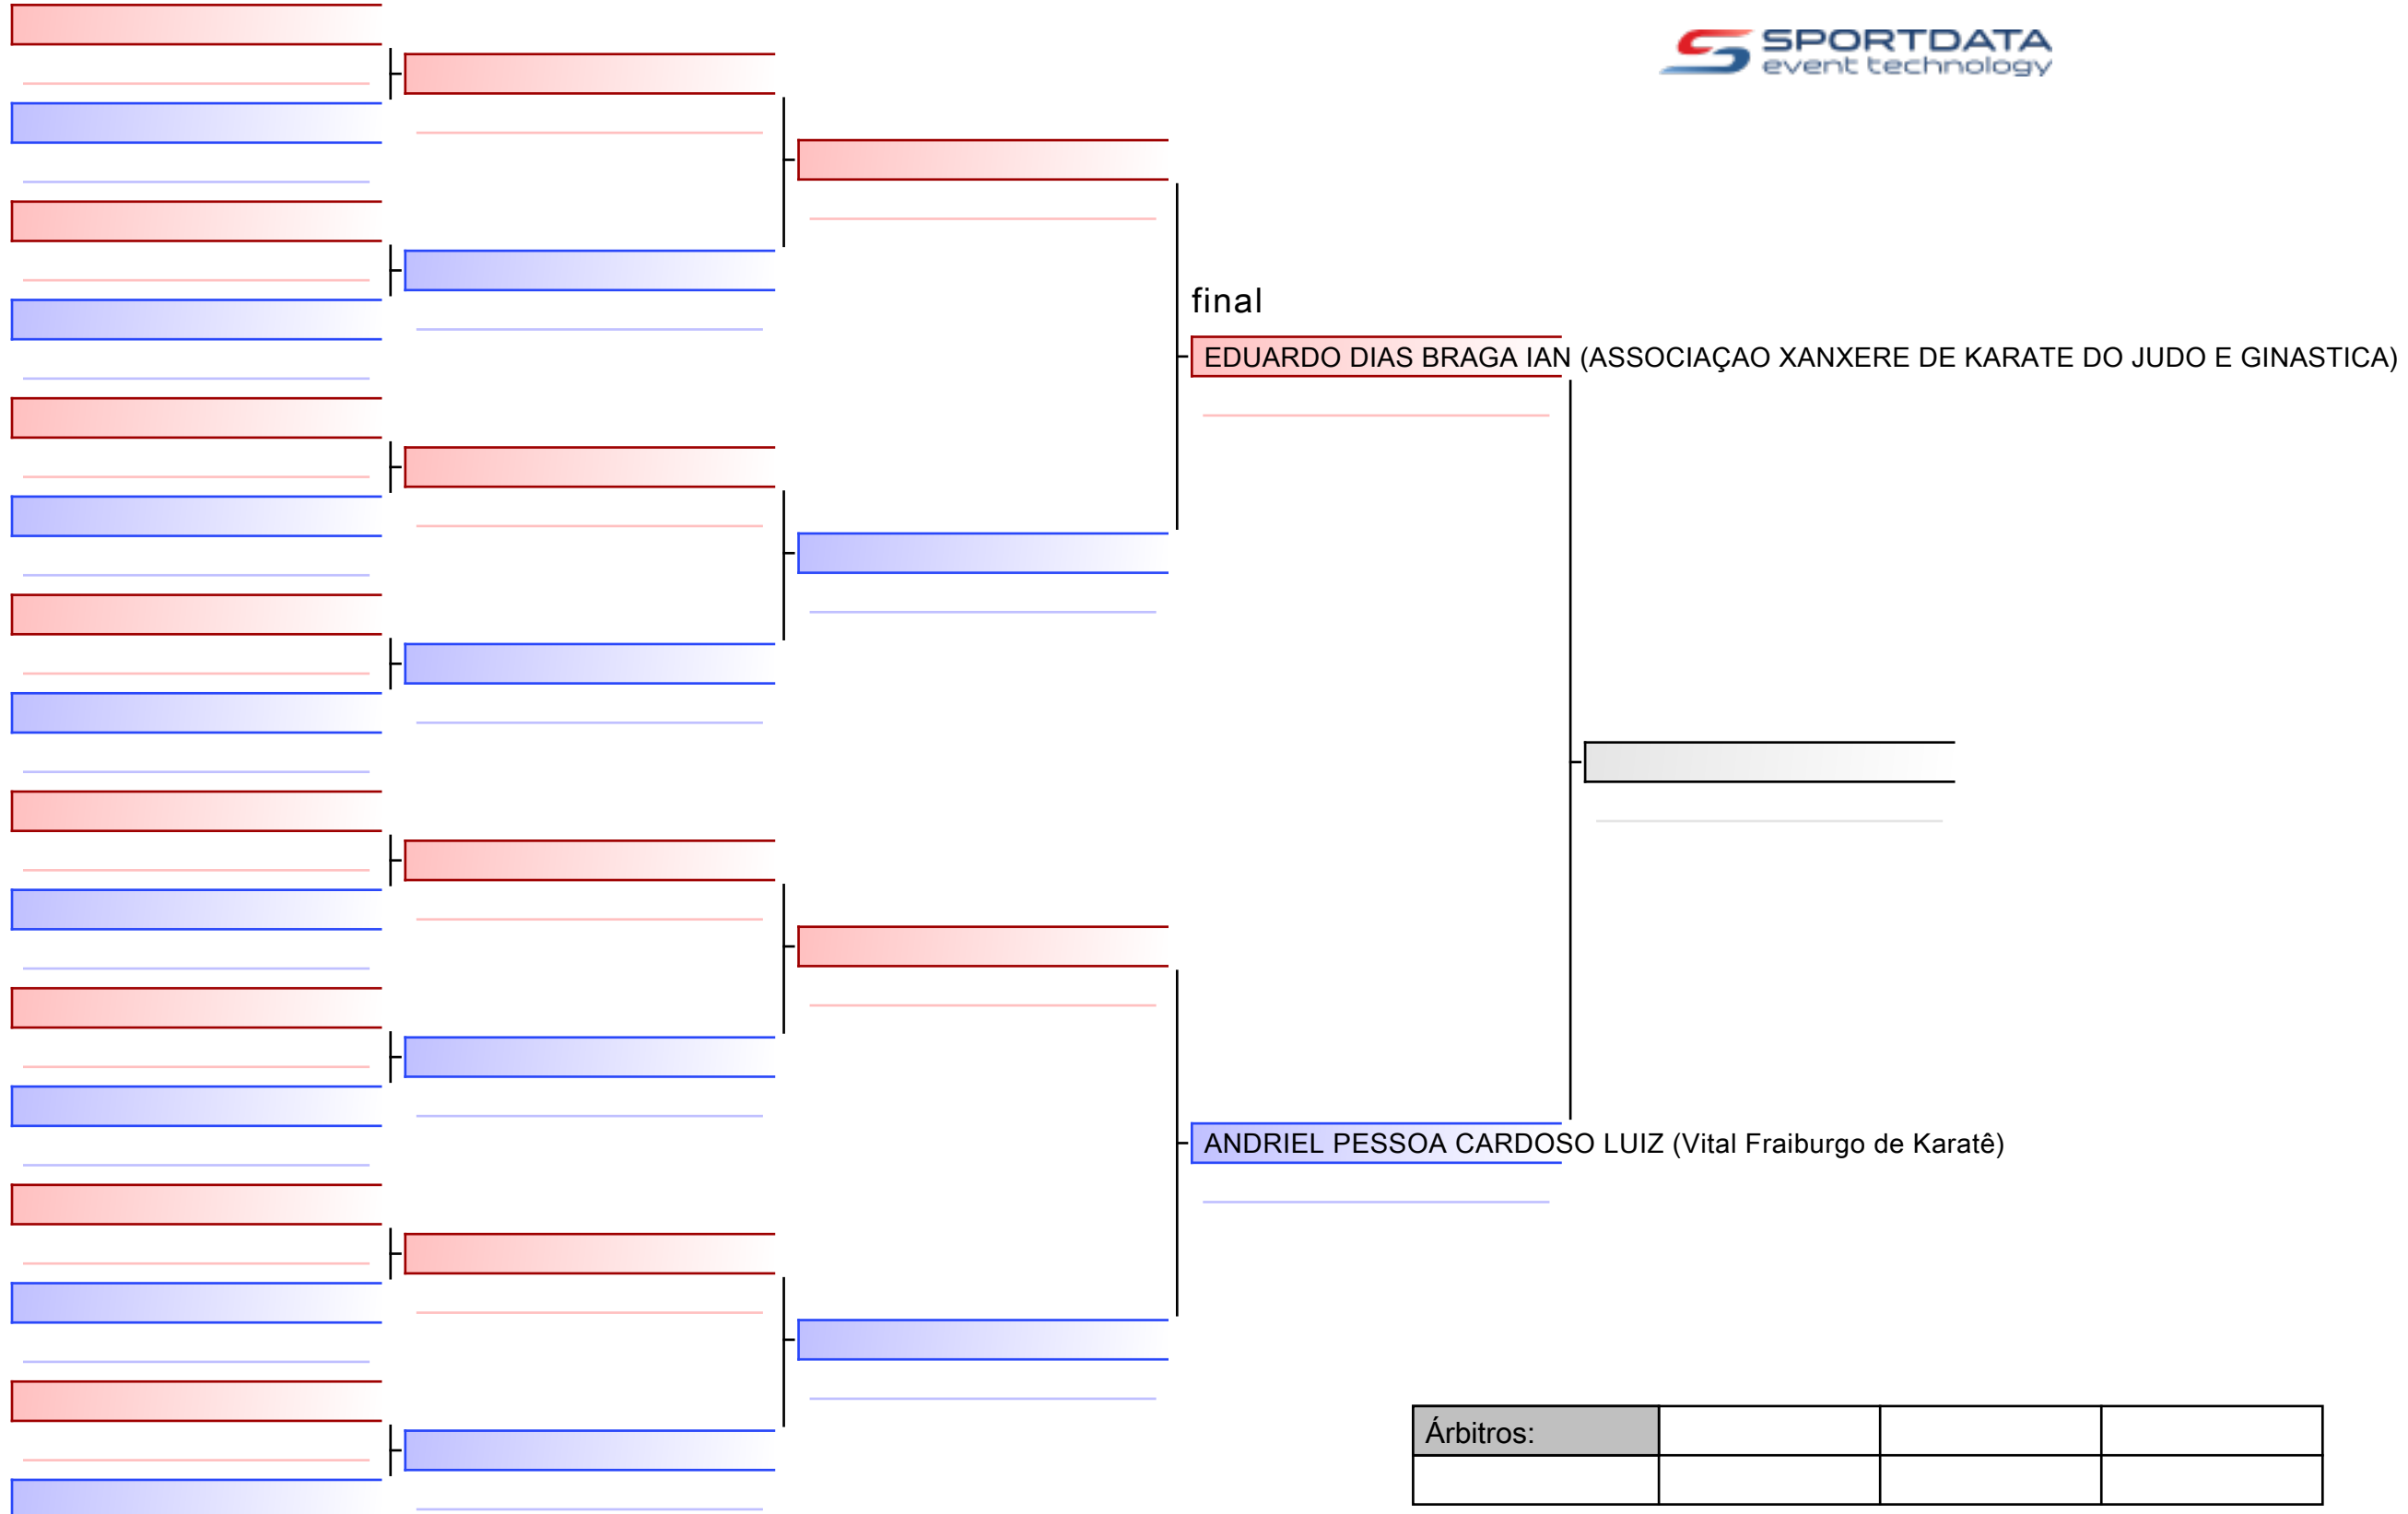 SPORTDATA
event technology
final
EDUARDO DIAS BRAGA IAN (ASSOCIAÇAO XANXERE DE KARATE DO JUDO E GINASTICA)
ANDRIEL PESSOA CARDOSO LUIZ (Vital Fraiburgo de Karatê)
Árbitros: